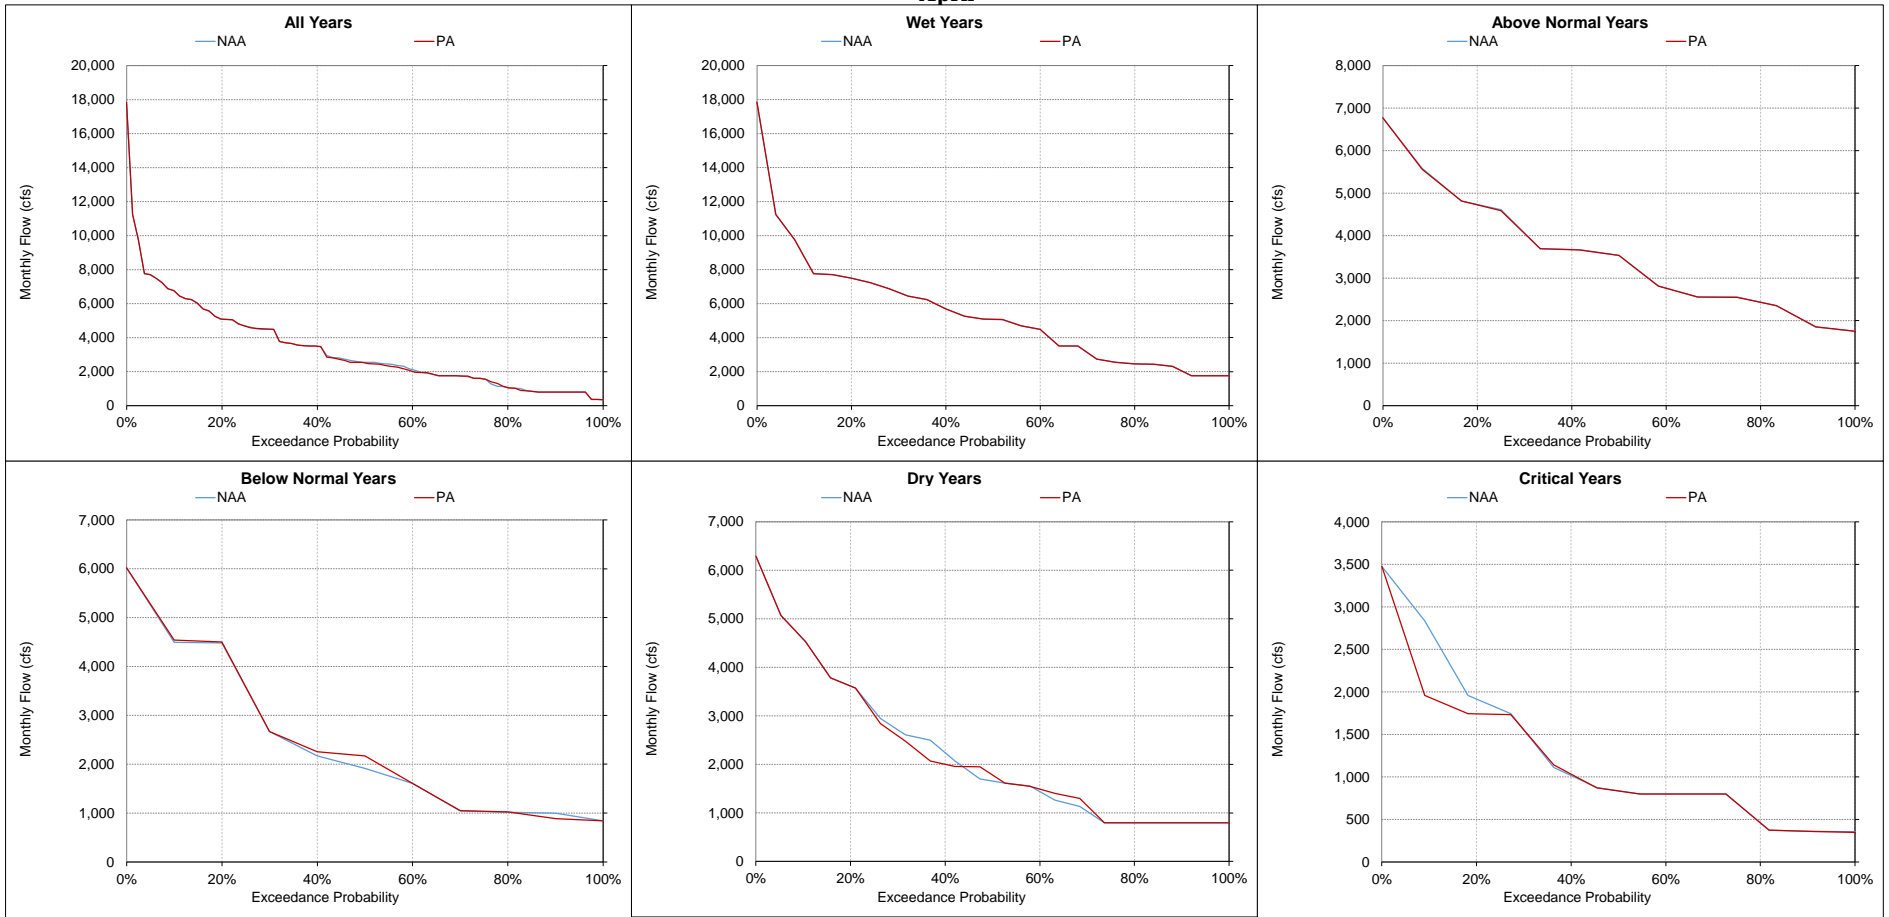 All Years
NAA PA
20,000
18,000
16,000
14,000
12,000
10,000
8,000
6,000
4,000
2,000
0
Monthly Flow (cfs)
0% 20% 40% 60% 80% 100%
Exceedance Probability
Wet Years
NAA PA
20,000
18,000
16,000
14,000
12,000
10,000
8,000
6,000
4,000
2,000
0
Monthly Flow (cfs)
0% 20% 40% 60% 80% 100%
Exceedance Probability
Above Normal Years
NAA PA
8,000
7,000
6,000
5,000
4,000
3,000
2,000
1,000
0
Monthly Flow (cfs)
0% 20% 40% 60% 80% 100%
Exceedance Probability
Below Normal Years
NAA PA
7,000
6,000
5,000
4,000
3,000
2,000
1,000
0
Monthly Flow (cfs)
0% 20% 40% 60% 80% 100%
Exceedance Probability
Dry Years
NAA PA
7,000
6,000
5,000
4,000
3,000
2,000
1,000
0
Monthly Flow (cfs)
0% 20% 40% 60% 80% 100%
Exceedance Probability
Critical Years
NAA PA
4,000
3,500
3,000
2,500
2,000
1,500
1,000
500
0
Monthly Flow (cfs)
0% 20% 40% 60% 80% 100%
Exceedance Probability